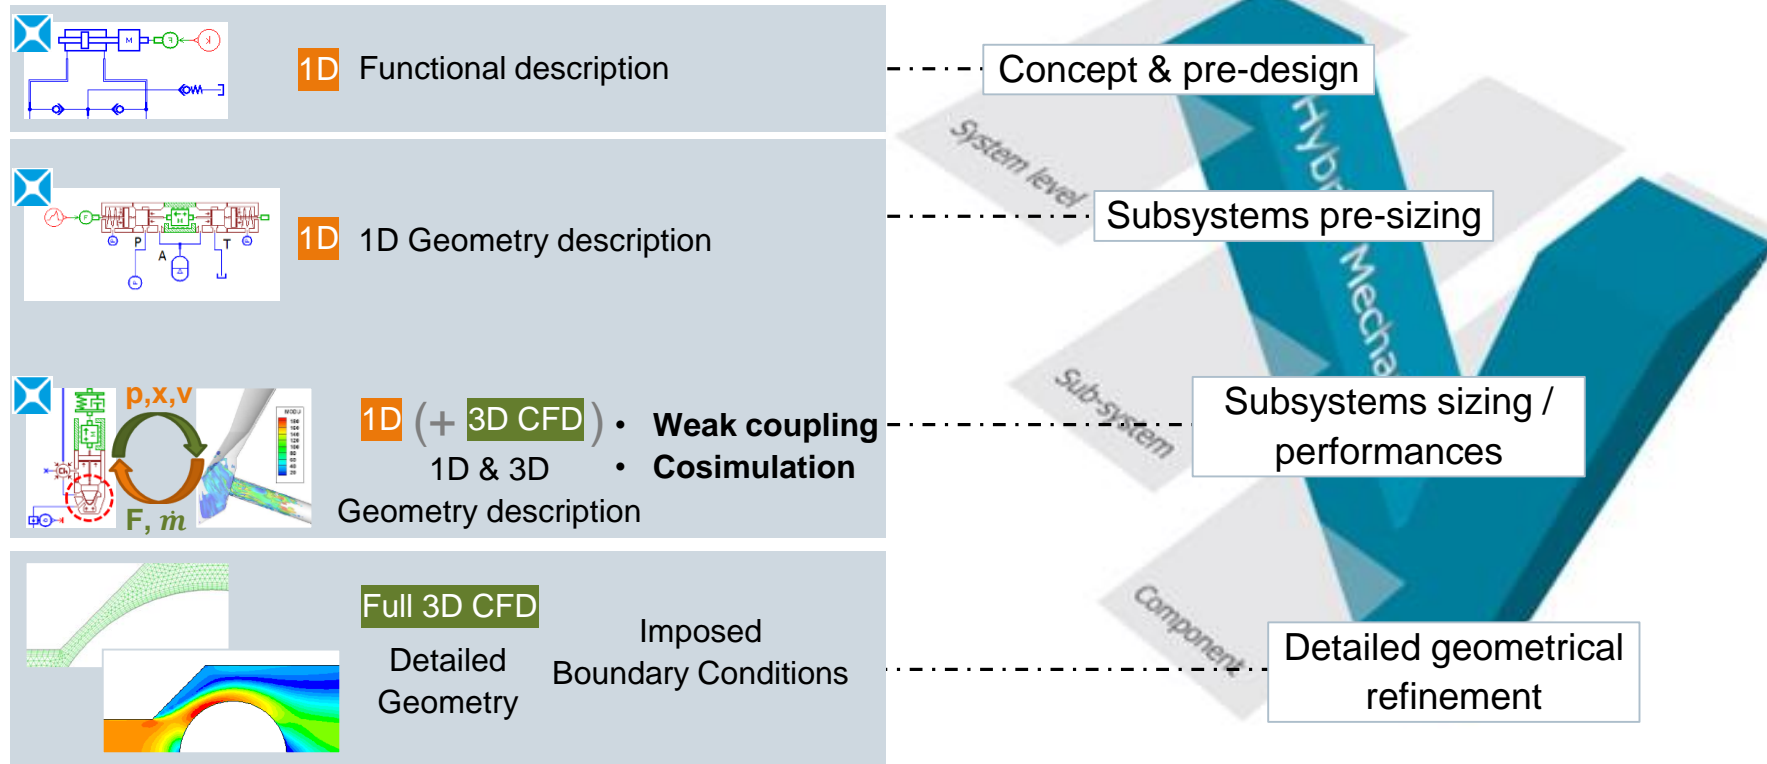 1D Functional description
Concept & pre-design
System level
P
A
T
1D 1D Geometry description
Subsystems pre-sizing
Sub-system
p,x,v
F, ṁ
1D (+ 3D CFD)
1D & 3D
Geometry description
• Weak coupling
• Cosimulation
Subsystems sizing /
performances
Full 3D CFD
Detailed
Geometry
Imposed
Boundary Conditions
Component
Detailed geometrical
refinement